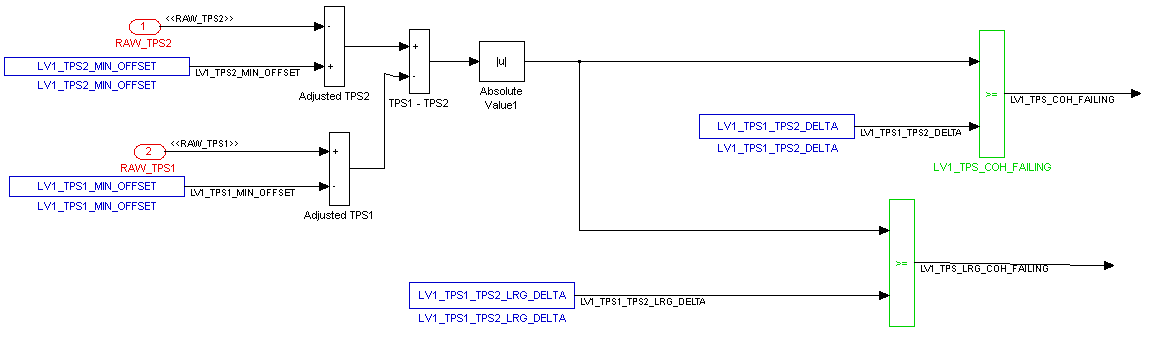 1
<<RAW_TPS2>>
-
RAW_TPS2
LV1_TPS2_MIN_OFFSET
LV1_TPS2_MIN_OFFSET
+
LV1_TPS2_MIN_OFFSET
Adjusted TPS2
+
-
TPS1 - TPS2
|u|
Absolute
Value1
>=
LV1_TPS_COH_FAILING
LV1_TPS1_TPS2_DELTA
LV1_TPS1_TPS2_DELTA
LV1_TPS1_TPS2_DELTA
LV1_TPS_COH_FAILING
2
<<RAW_TPS1>>
+
RAW_TPS1
LV1_TPS1_MIN_OFFSET
LV1_TPS1_MIN_OFFSET
-
LV1_TPS1_MIN_OFFSET
Adjusted TPS1
>=
LV1_TPS_LRG_COH_FAILING
LV1_TPS1_TPS2_LRG_DELTA
LV1_TPS1_TPS2_LRG_DELTA
LV1_TPS1_TPS2_LRG_DELTA